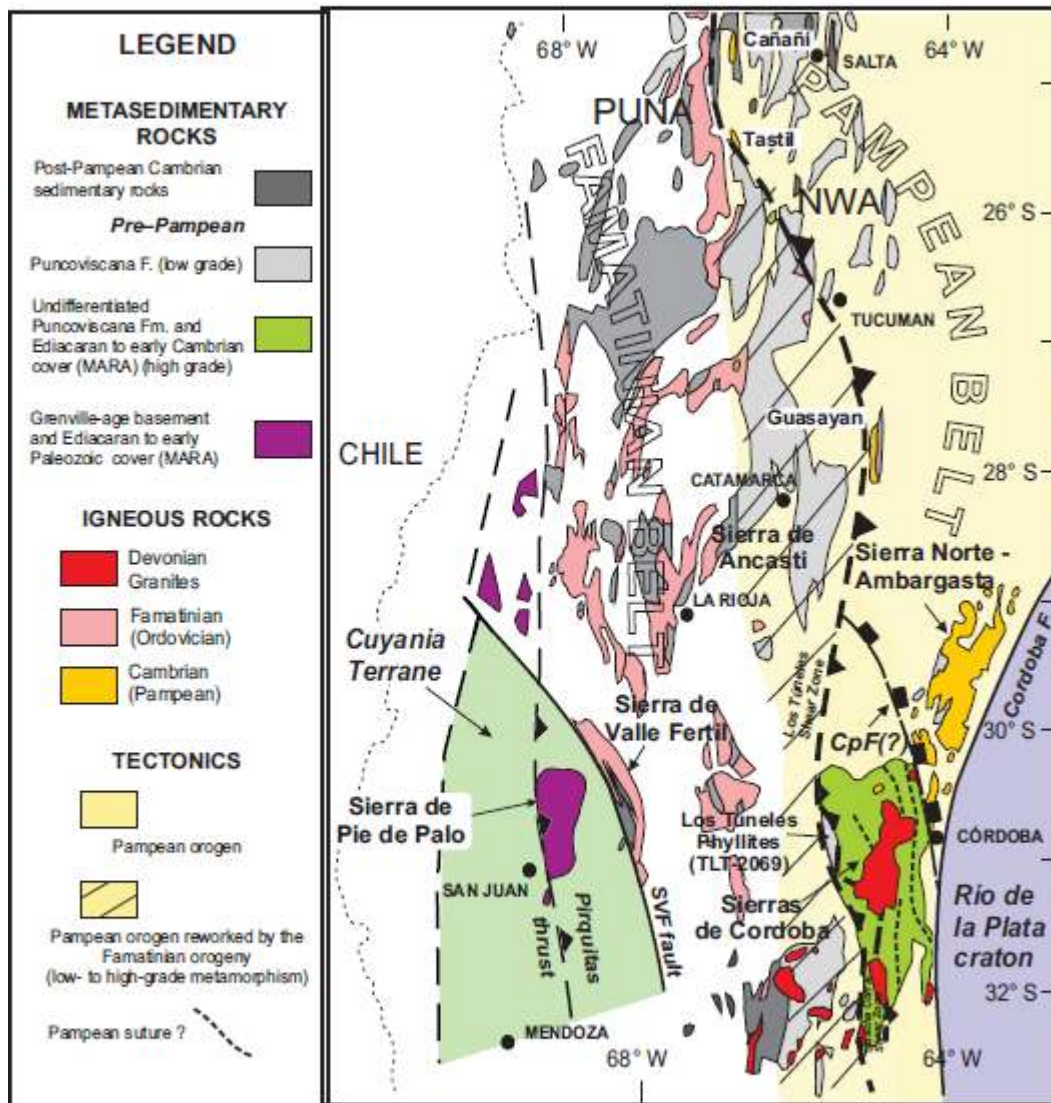 LEGEND
METASEDIMENTARY
ROCKS
Post-Pampean Cambrian
sedimentary rocks
Pre–Pampean
Puncoviscana F. (low grade)
Undifferentiated
Puncoviscana Fm. and
Ediacaran to early Cambrian
cover (MARA) (high grade)
Grenville-age basement
and Ediacaran to early
Paleozoic cover (MARA)
IGNEOUS ROCKS
Devonian
Granites
Famatinian
(Ordovician)
Cambrian
(Pampean)
TECTONICS
Pampean orogen
Pampean orogen reworked by the
Famatinian orogeny
(low- to high-grade metamorphism)
Pampean suture ?
68° W
Cañañi
64° W
SALTA
PUNA
Tastil
NWA
26° S
PAMPEAN BELT
FAMATINIAN BELT
TUCUMAN
Guasayan
CHILE
CATAMARCA
28° S
Sierra de
Ancasti
Sierra Norte -
Ambargasta
LA RIOJA
Cuyania
Terrane
Los Túneles
Shear Zone
Cordoba F.
Sierra de
Valle Fertil
30° S
CpF(?)
Sierra de
Pie de Palo
Los Túneles
Phyllites
(TLT-2069)
CÓRDOBA
SAN JUAN
Sierras
de Cordoba
Río de
la Plata
craton
Pirquitas
thrust
SVF fault
32° S
MENDOZA
Shear Zone
68° W
64° W